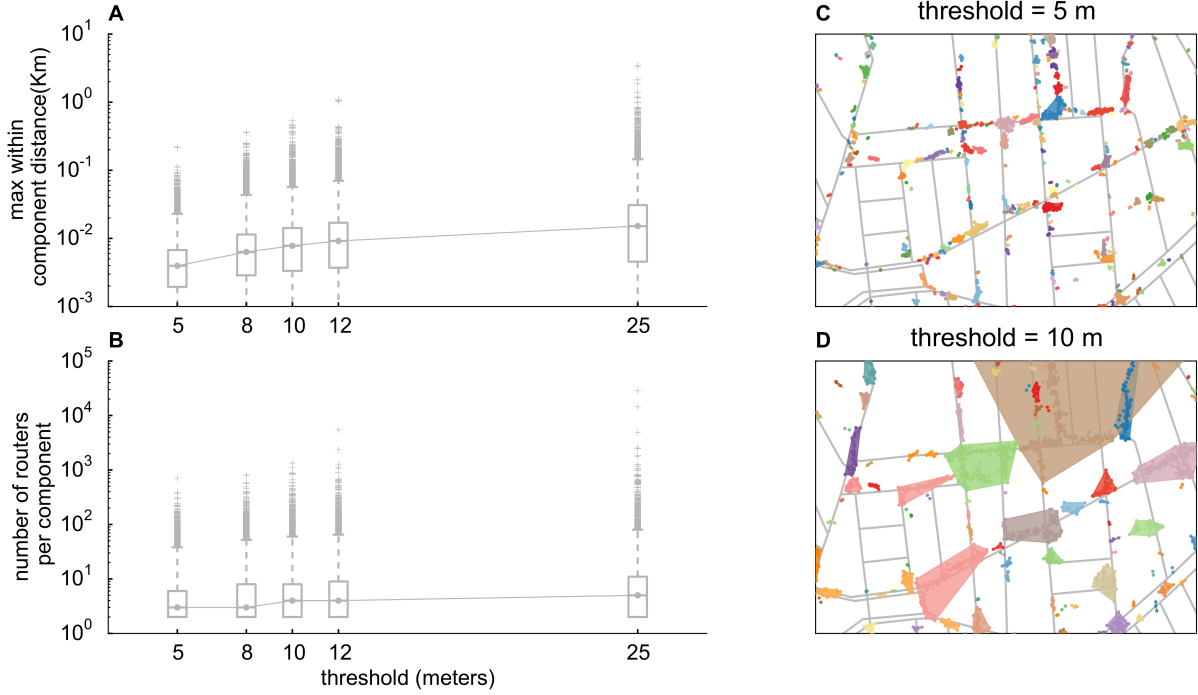 A
10^1
10^0
10^-1
10^-2
10^-3
max within
component distance(Km)
5
8
10
12
25
B
10^5
10^4
10^3
10^2
10^1
10^0
number of routers
per component
5
8
10
12
25
threshold (meters)
C
threshold = 5 m
D
threshold = 10 m